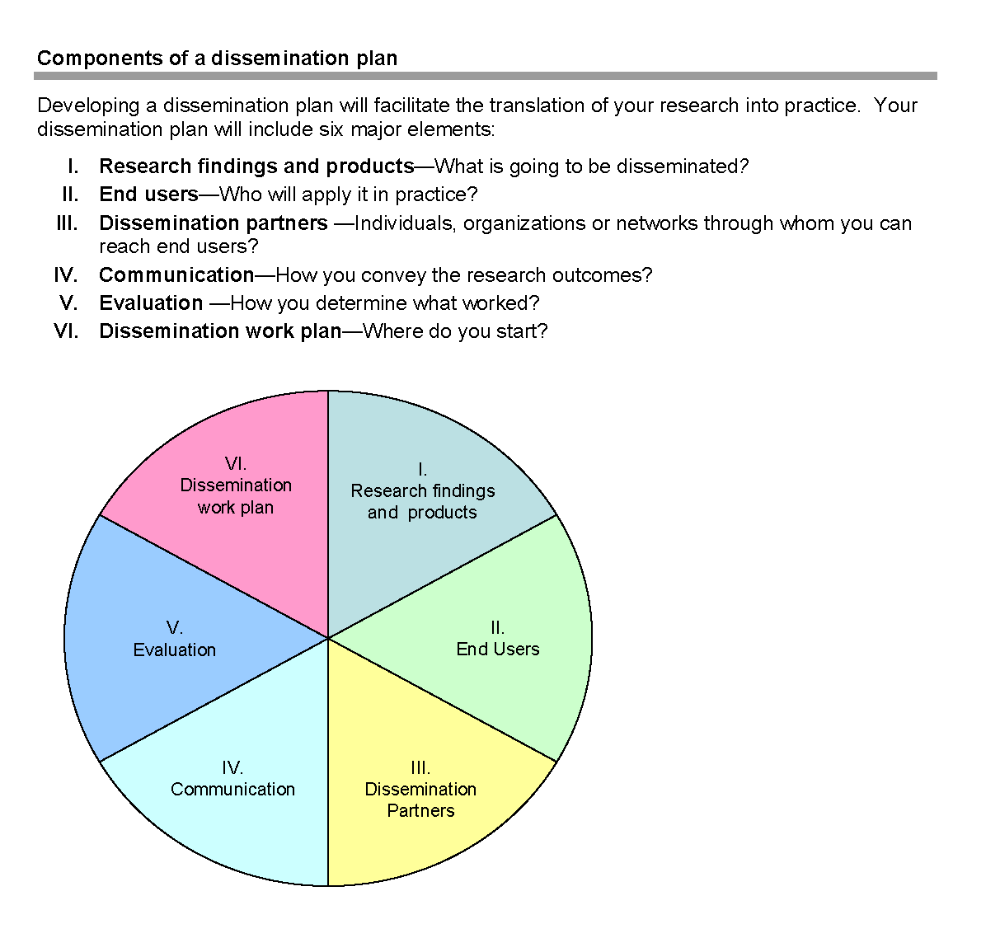 Components of a dissemination plan
Developing a dissemination plan will facilitate the translation of your research into practice.  Your
dissemination plan will include six major elements:
I. Research findings and products—What is going to be disseminated?
II. End users—Who will apply it in practice?
III. Dissemination partners —Individuals, organizations or networks through whom you can
reach end users?
IV. Communication—How you convey the research outcomes?
V. Evaluation —How you determine what worked?
VI. Dissemination work plan—Where do you start?
VI.
Dissemination
work plan
I.
Research findings
and  products
V.
Evaluation
II.
End Users
IV.
Communication
III.
Dissemination
Partners